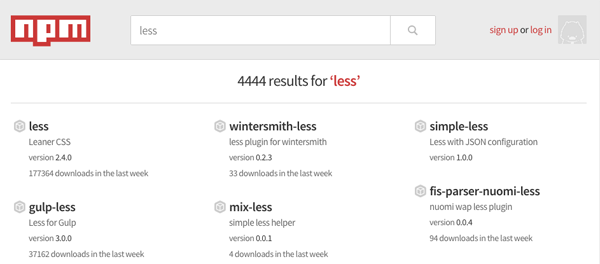 npm
less
sign up or log in
4444 results for ‘less’
less
Leaner CSS
version 2.4.0
177364 downloads in the last week
gulp-less
Less for Gulp
version 3.0.0
37162 downloads in the last week
wintersmith-less
less plugin for wintersmith
version 0.2.3
33 downloads in the last week
mix-less
simple less helper
version 0.0.1
4 downloads in the last week
simple-less
Less with JSON configuration
version 1.0.0
fis-parser-nuomi-less
nuomi wap less plugin
version 0.0.4
94 downloads in the last week